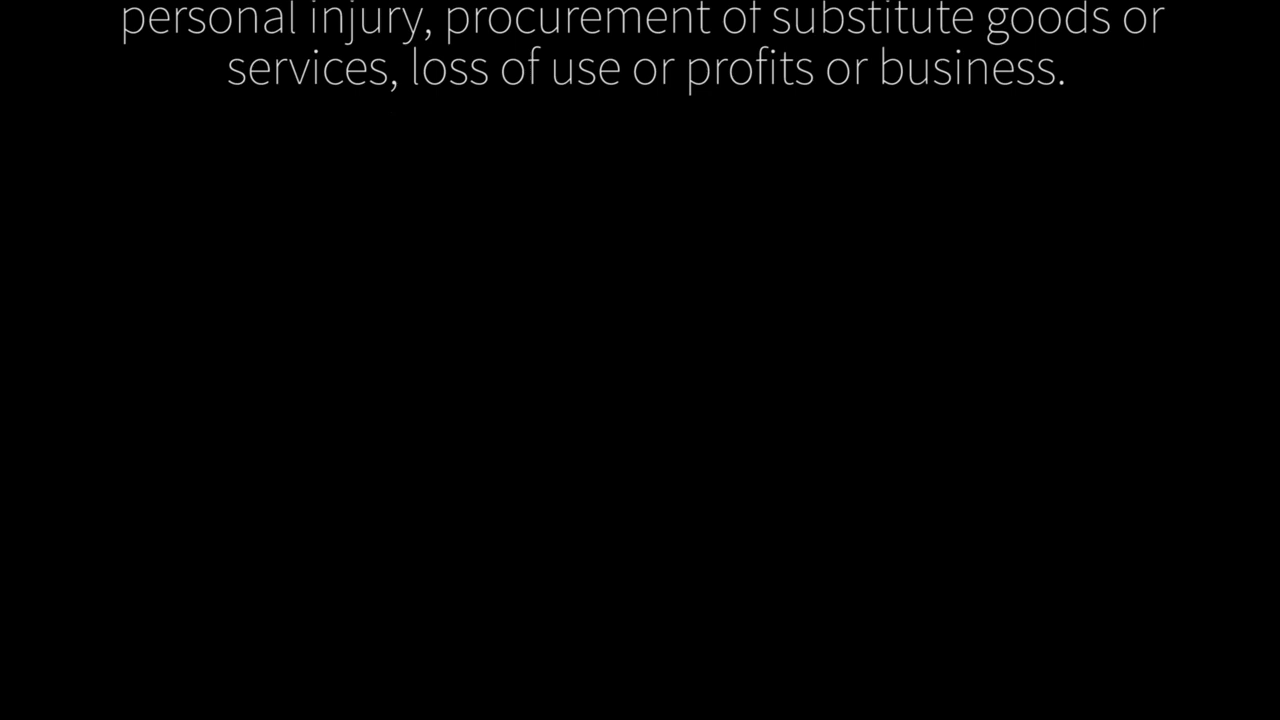 personal injury, procurement of substitute goods or
services, loss of use or profits or business.